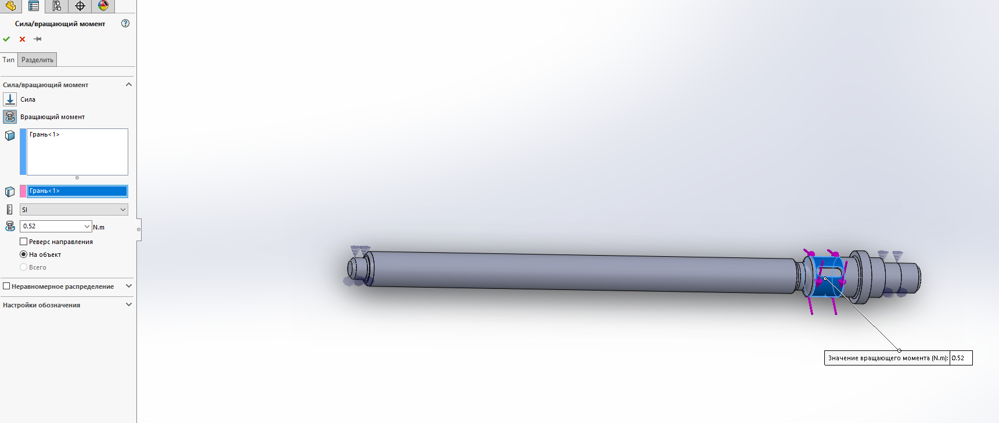 Сила/вращающий момент
Тип
Разделить
Сила/вращающий момент
Сила
Вращающий момент
Грань<1>
Грань<1>
SI
0.52
N.m
Реверс направления
На объект
Всего
Неравномерное распределение
Настройки обозначения
Значение вращающего момента (N.m): 0.52